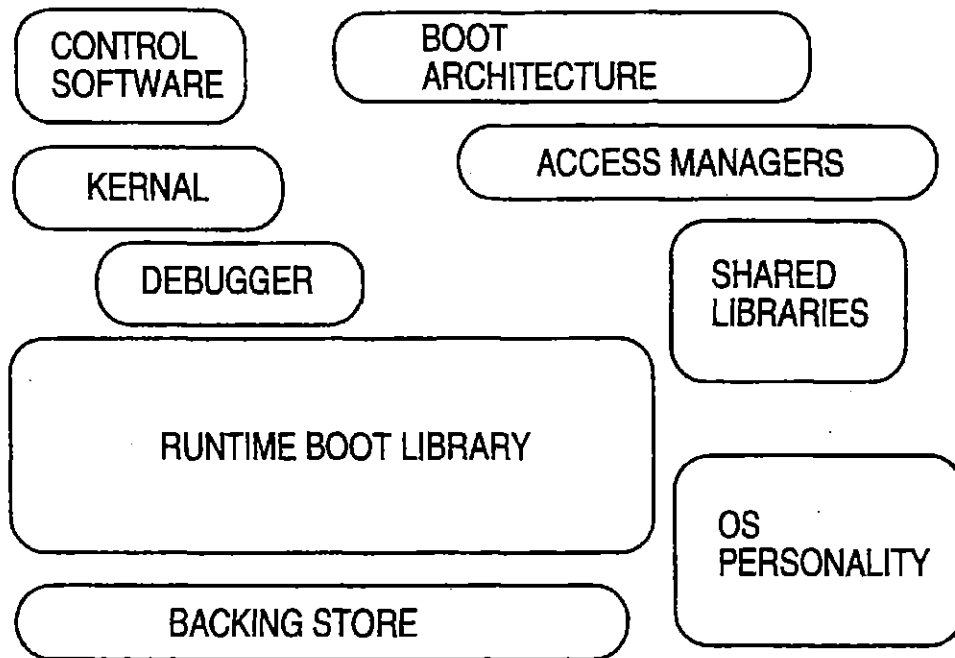 CONTROL
SOFTWARE
BOOT
ARCHITECTURE
KERNAL
ACCESS MANAGERS
DEBUGGER
SHARED
LIBRARIES
RUNTIME BOOT LIBRARY
OS
PERSONALITY
BACKING STORE